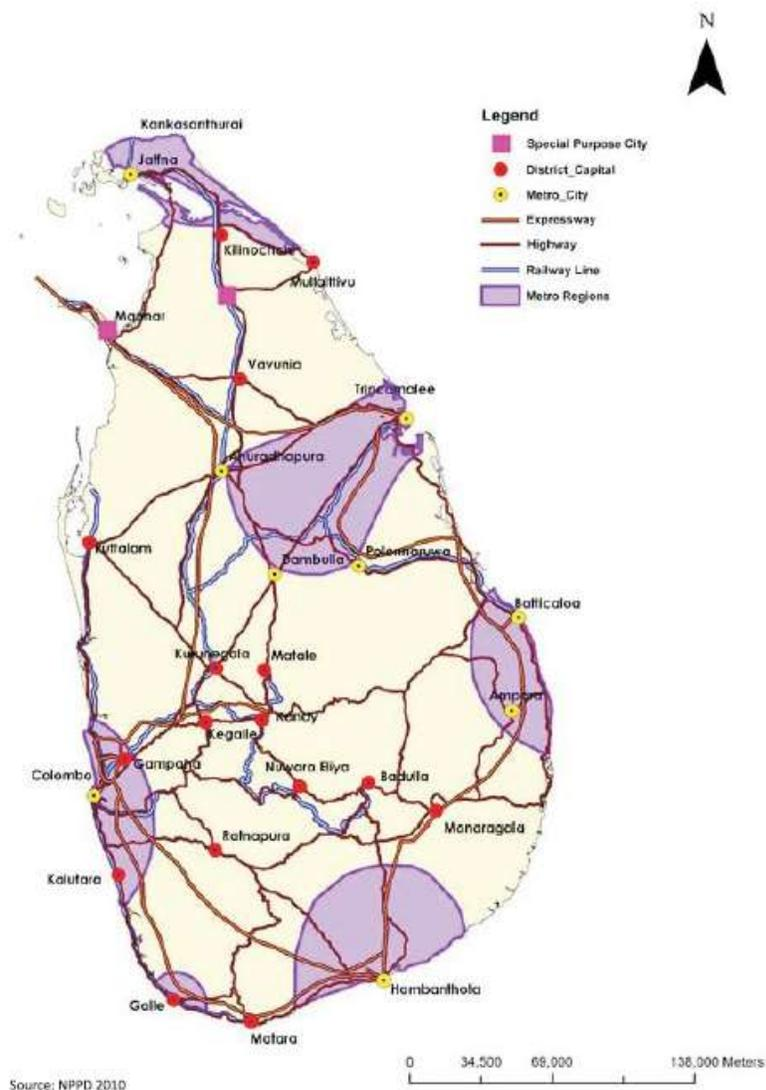 N
Legend
Special Purpose City
District_Capital
Metro_City
Expressway
Highway
Railway Line
Metro Regions
Kankasanthurai
Jaffna
Kilinochchi
Mullaittivu
Mannar
Vavunia
Trincomalee
Anuradhapura
Kuttalam
Dambulla
Polonnaruwa
Batticaloa
Kurunegala
Matale
Ampara
Kandy
Kegalle
Gampaha
Nuwara Eliya
Badulla
Colombo
Monaragala
Ratnapura
Kalutara
Hambanthota
Galle
Matara
0 34,500 69,000 138,000 Meters
Source: NPPD 2010